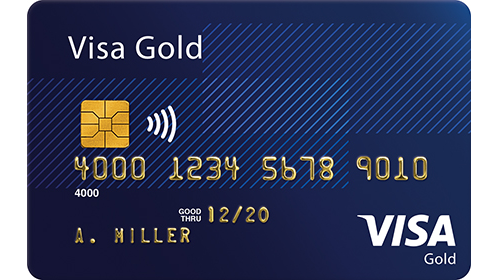 Visa Gold
4000 1234 5678 9010
4000
GOOD THRU 12/20
A. MILLER
VISA
Gold